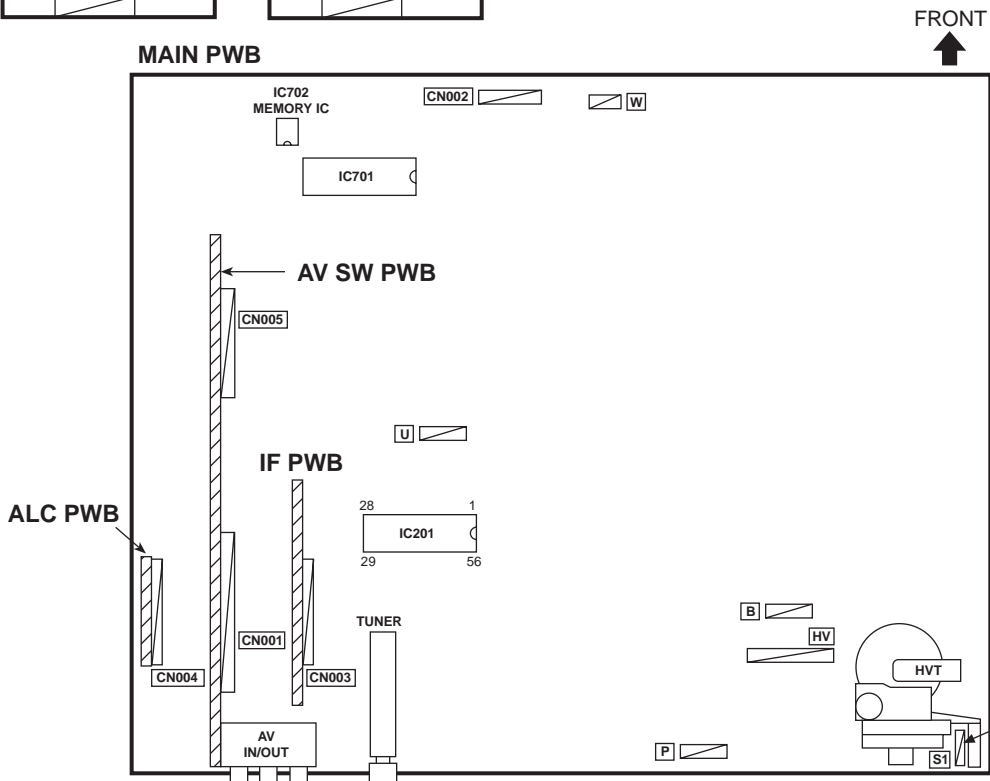 FRONT
MAIN PWB
IC702
MEMORY IC
CN002
W
IC701
AV SW PWB
CN005
U
IF PWB
ALC PWB
28 1
IC201
29 56
TUNER
B
HV
CN001
CN004
CN003
HVT
AV
IN/OUT
P
S1